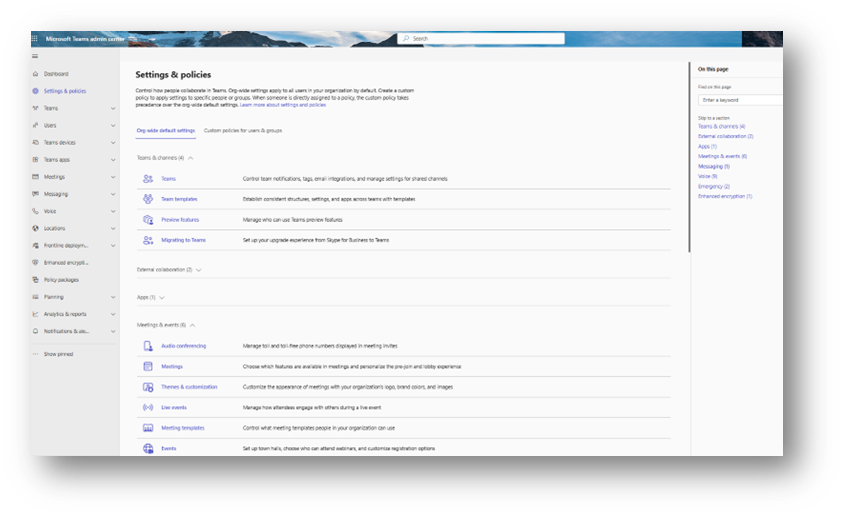 Microsoft Teams admin center
Search
Dashboard
Settings & policies
Teams
Users
Teams devices
Teams apps
Meetings
Messaging
Voice
Locations
Frontline deploym...
Enhanced encrypti...
Policy packages
Planning
Analytics & reports
Notifications & ale...
Show pinned
Settings & policies
Control how people collaborate in Teams. Org-wide settings apply to all users in your organization by default. Create a custom
policy to apply settings to specific people or groups. When someone is directly assigned to a policy, the custom policy takes
precedence over the org-wide default settings. Learn more about settings and policies
Org-wide default settings
Custom policies for users & groups
Teams & channels (4)
Teams
Control team notifications, tags, email integrations, and manage settings for shared channels
Team templates
Establish consistent structures, settings, and apps across teams with templates
Preview features
Manage who can use Teams preview features
Migrating to Teams
Set up your upgrade experience from Skype for Business to Teams
External collaboration (2)
Apps (1)
Meetings & events (6)
Audio conferencing
Manage toll and toll-free phone numbers displayed in meeting invites
Meetings
Choose which features are available in meetings and personalize the pre-join and lobby experience
Themes & customization
Customize the appearance of meetings with your organization's logo, brand colors, and images
Live events
Manage how attendees engage with others during a live event
Meeting templates
Control what meeting templates people in your organization can use
Events
Set up town halls, choose who can attend webinars, and customize registration options
On this page
Find on this page
Enter a keyword
Skip to a section
Teams & channels (4)
External collaboration (2)
Apps (1)
Meetings & events (6)
Messaging
Voice
Emergency (2)
Enhanced encryption (1)